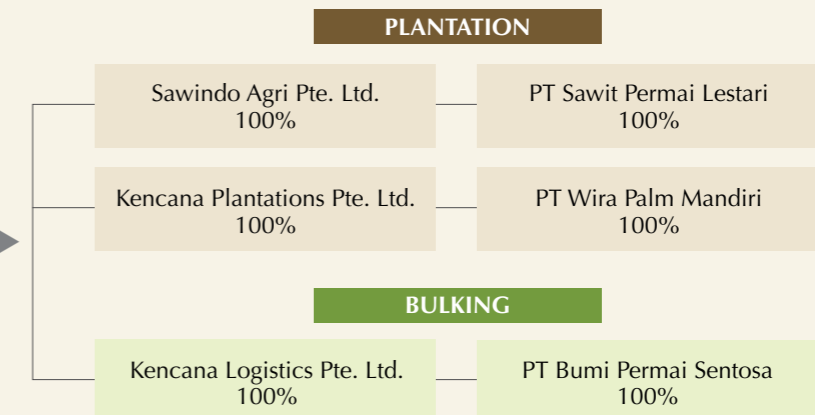 PLANTATION
Sawindo Agri Pte. Ltd.
100%
PT Sawit Permai Lestari
100%
Kencana Plantations Pte. Ltd.
100%
PT Wira Palm Mandiri
100%
BULKING
Kencana Logistics Pte. Ltd.
100%
PT Bumi Permai Sentosa
100%